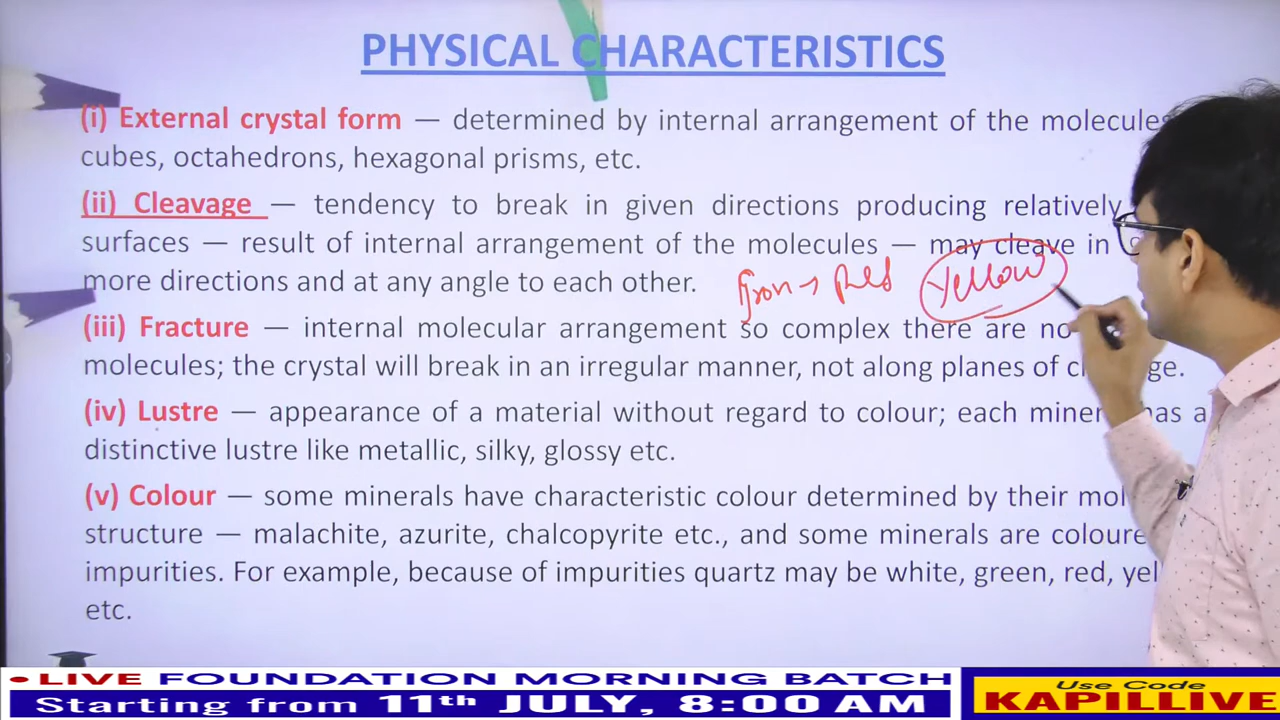 PHYSICAL CHARACTERISTICS
(i) External crystal form — determined by internal arrangement of the molecules
cubes, octahedrons, hexagonal prisms, etc.
(ii) Cleavage — tendency to break in given directions producing relatively
surfaces — result of internal arrangement of the molecules — may cleave in
more directions and at any angle to each other.
Iron → Red Yellow
(iii) Fracture — internal molecular arrangement so complex there are no
molecules; the crystal will break in an irregular manner, not along planes of
(iv) Lustre — appearance of a material without regard to colour; each has a
distinctive lustre like metallic, silky, glossy etc.
(v) Colour — some minerals have characteristic colour determined by their
structure — malachite, azurite, chalcopyrite etc., and some minerals are
impurities. For example, because of impurities quartz may be white, green, red,
etc.
• LIVE FOUNDATION MORNING BATCH
Starting from 11th JULY, 8:00 AM
Use Code
KAPILLIVE